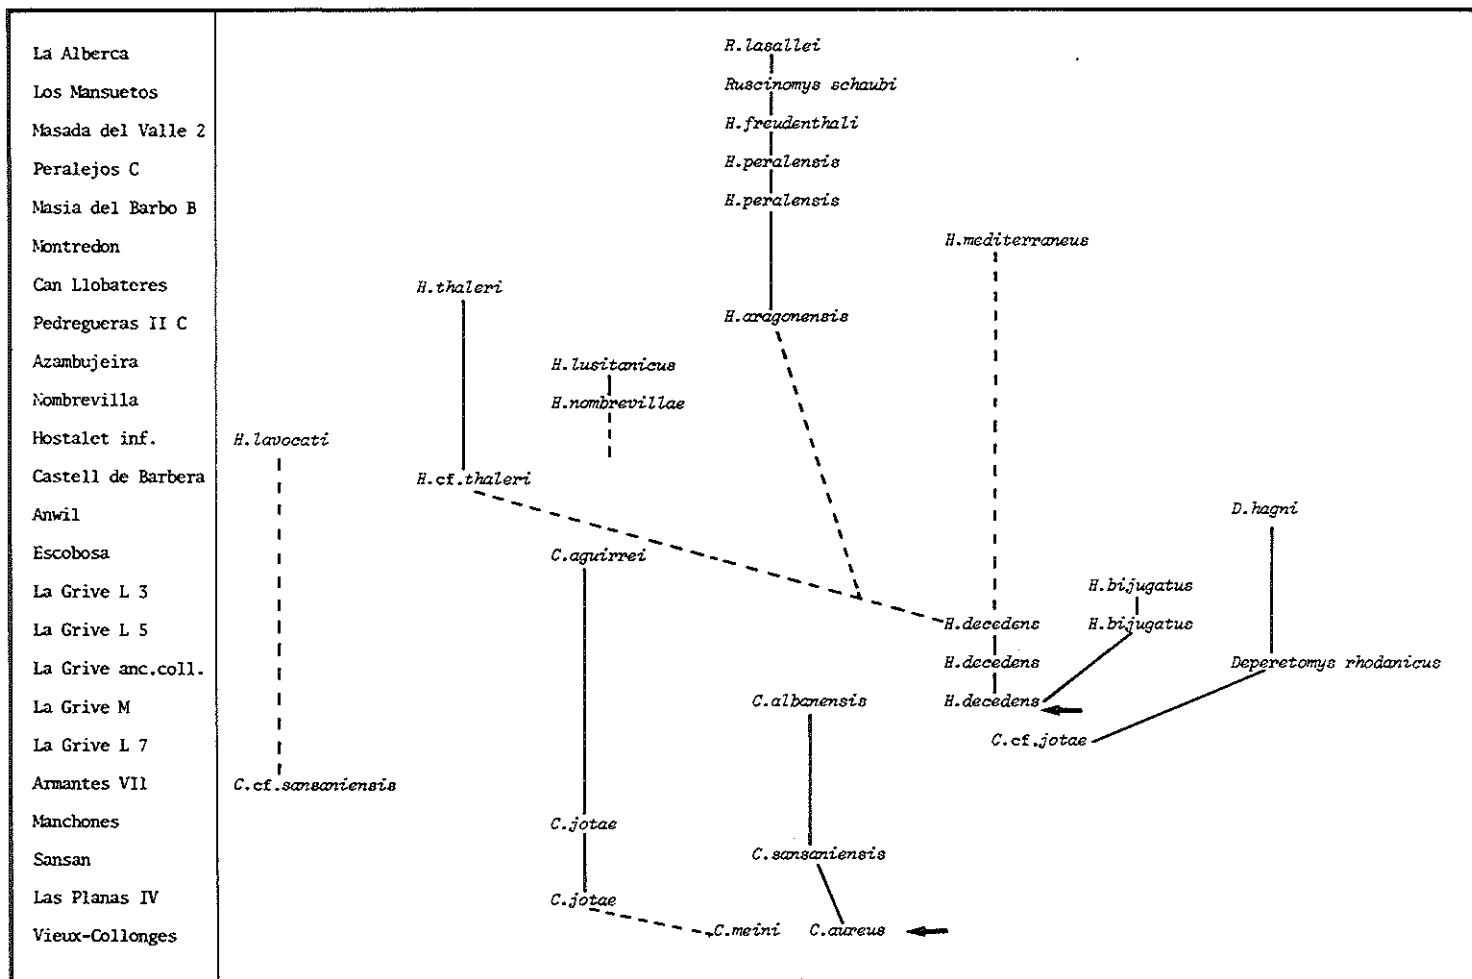 La Alberca R.lasallei
Los Mansuetos Ruscinomys schaubi
Masada del Valle 2 H.freudenthali
Peralejos C H.peralensis
Masia del Barbo B H.peralensis
Montredon H.mediterraneus
Can Llobateres H.thaleri
Pedregueras II C H.aragonensis
Azambujeira H.lusitanicus
Nombrevilla H.nombrevillae
Hostalet inf. H.lavocati
Castell de Barbera H.cf.thaleri
Anwil D.hagni
Escobosa C.aguirrei
La Grive L 3 H.bijugatus
La Grive L 5 H.decedens H.bijugatus
La Grive anc.coll. H.decedens Deperetomys rhodanicus
La Grive M C.albanensis H.decedens
La Grive L 7 C.cf.jotae
Armantes VII C.cf.sansaniensis
Manchones C.jotae
Sansan C.sansaniensis
Las Planas IV C.jotae
Vieux-Collonges C.meini C.aureus